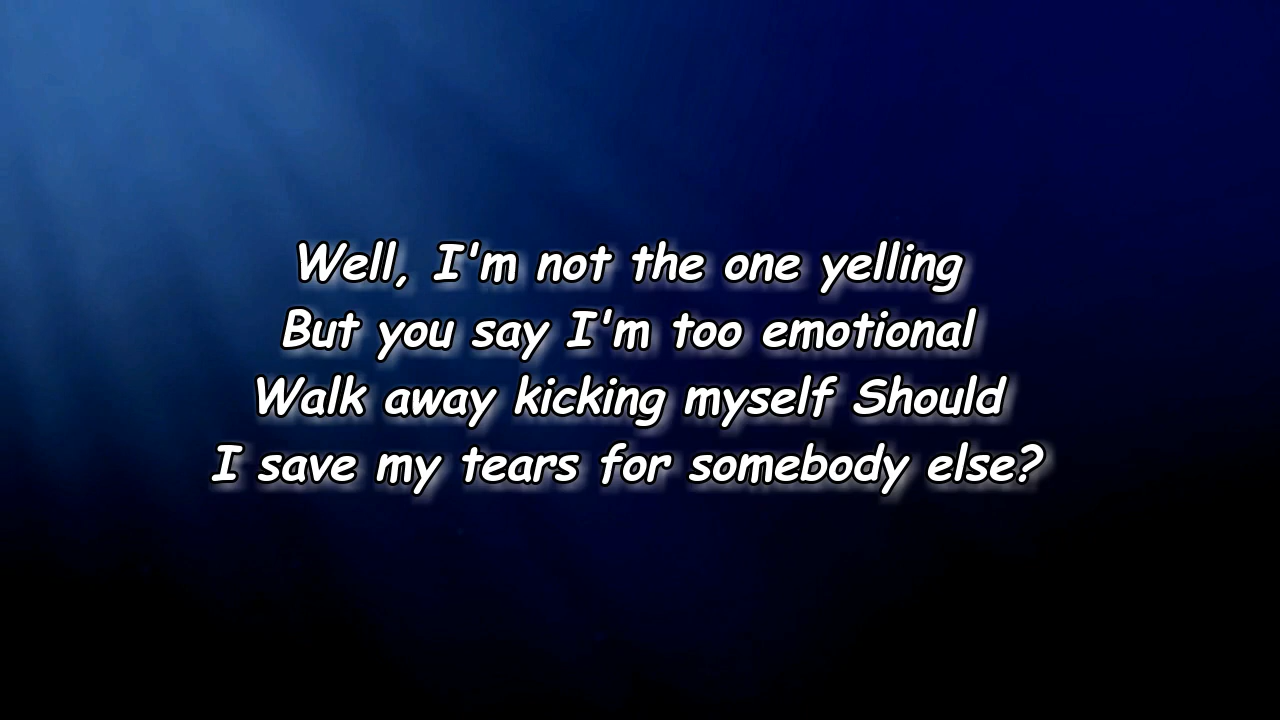 Well, I'm not the one yelling
But you say I'm too emotional
Walk away kicking myself Should
I save my tears for somebody else?